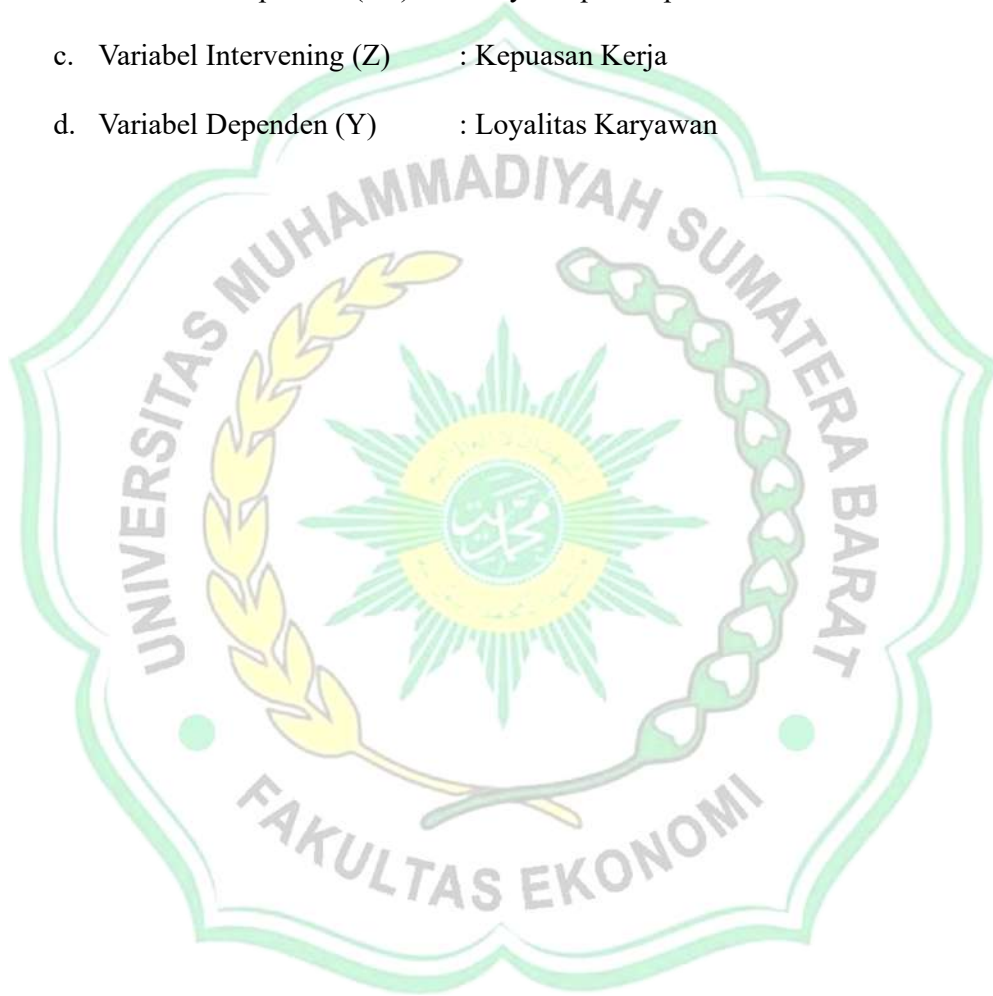 c. Variabel Intervening (Z) : Kepuasan Kerja
d. Variabel Dependen (Y) : Loyalitas Karyawan
UNIVERSITAS MUHAMMADIYAH SUMATERA BARAT
FAKULTAS EKONOMI